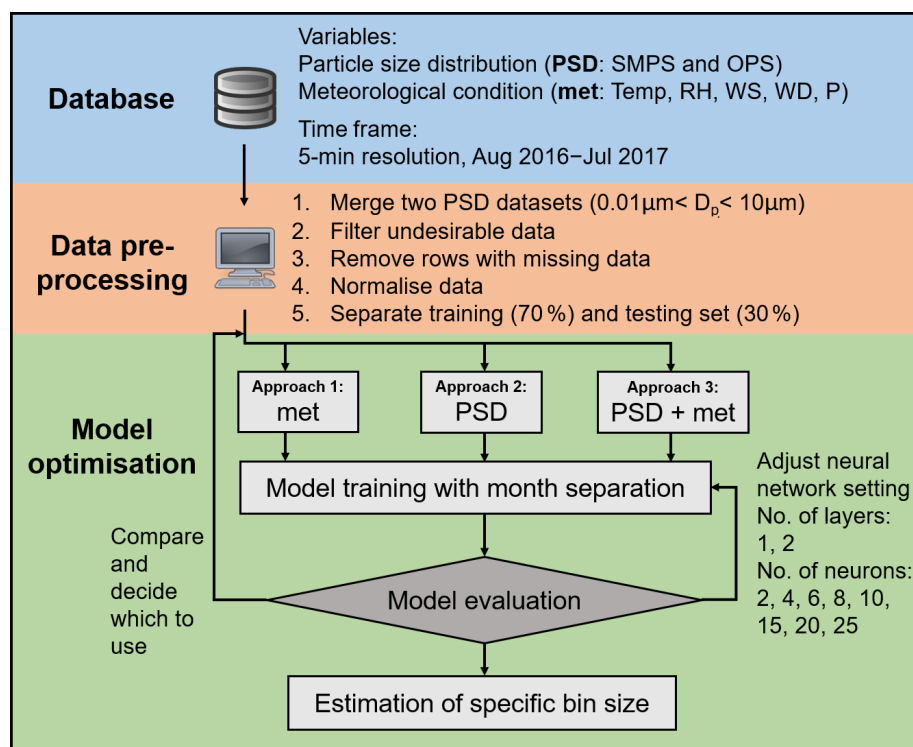 Database
Variables:
Particle size distribution (PSD: SMPS and OPS)
Meteorological condition (met: Temp, RH, WS, WD, P)
Time frame:
5-min resolution, Aug 2016–Jul 2017
Data pre-
processing
1. Merge two PSD datasets (0.01μm< Dp< 10μm)
2. Filter undesirable data
3. Remove rows with missing data
4. Normalise data
5. Separate training (70 %) and testing set (30 %)
Model
optimisation
Approach 1:
met
Approach 2:
PSD
Approach 3:
PSD + met
Model training with month separation
Adjust neural
network setting
No. of layers:
1, 2
No. of neurons:
2, 4, 6, 8, 10,
15, 20, 25
Compare
and
decide
which to
use
Model evaluation
Estimation of specific bin size